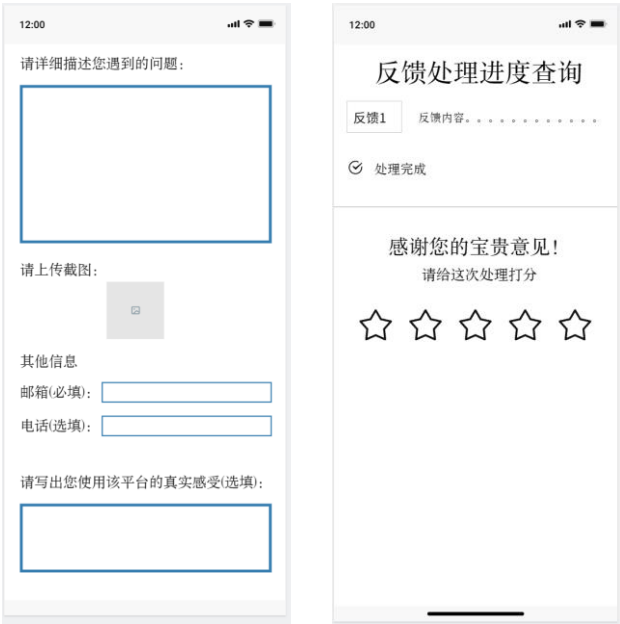 12:00
请详细描述您遇到的问题：
请上传截图：
其他信息
邮箱(必填)：
电话(选填)：
请写出您使用该平台的真实感受(选填)：
12:00
反馈处理进度查询
反馈1 反馈内容。。。。。。。。。。。。
处理完成
感谢您的宝贵意见！
请给这次处理打分